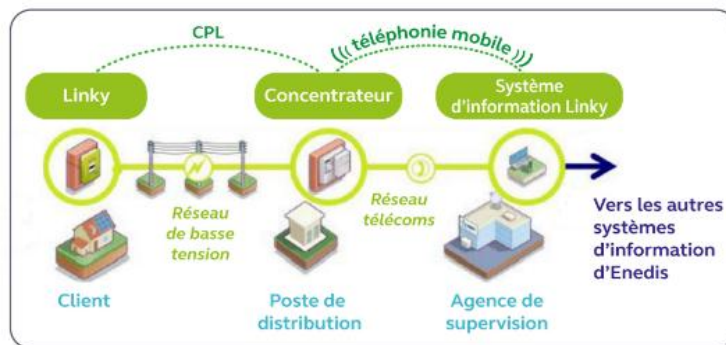 CPL
(((téléphonie mobile)))
Linky
Concentrateur
Système
d'information Linky
Réseau
de basse
tension
Réseau
télécoms
Vers les autres
systèmes
d'information
d'Enedis
Client
Poste de
distribution
Agence de
supervision